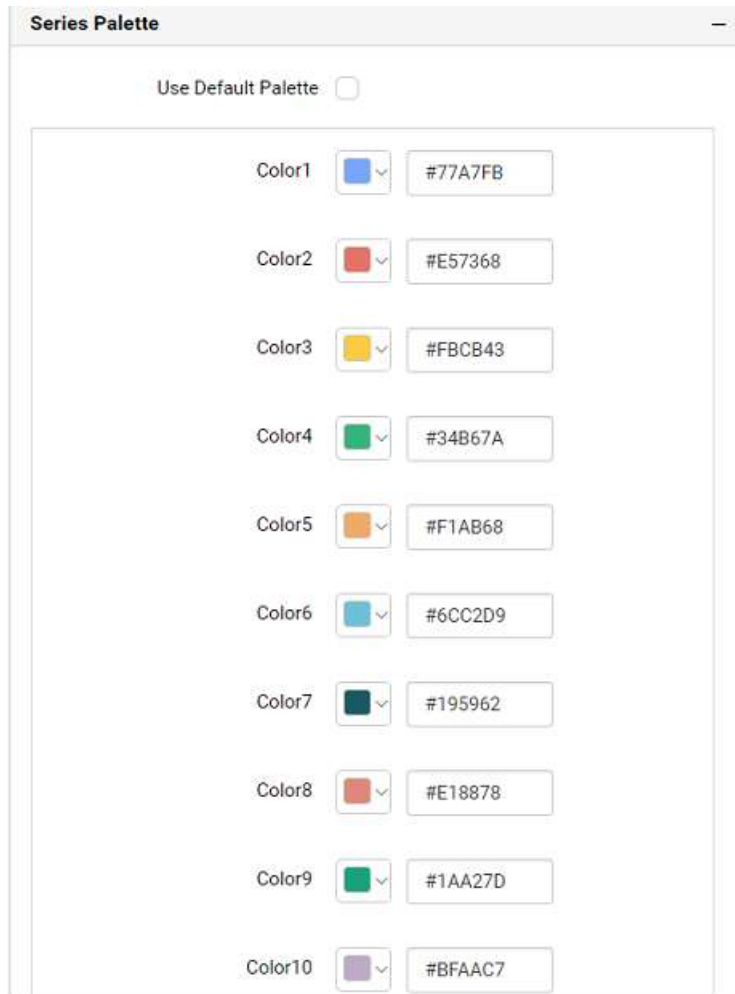 Series Palette
Use Default Palette
Color1 #77A7FB
Color2 #E57368
Color3 #FBCB43
Color4 #34B67A
Color5 #F1AB68
Color6 #6CC2D9
Color7 #195962
Color8 #E18878
Color9 #1AA27D
Color10 #BFAAC7